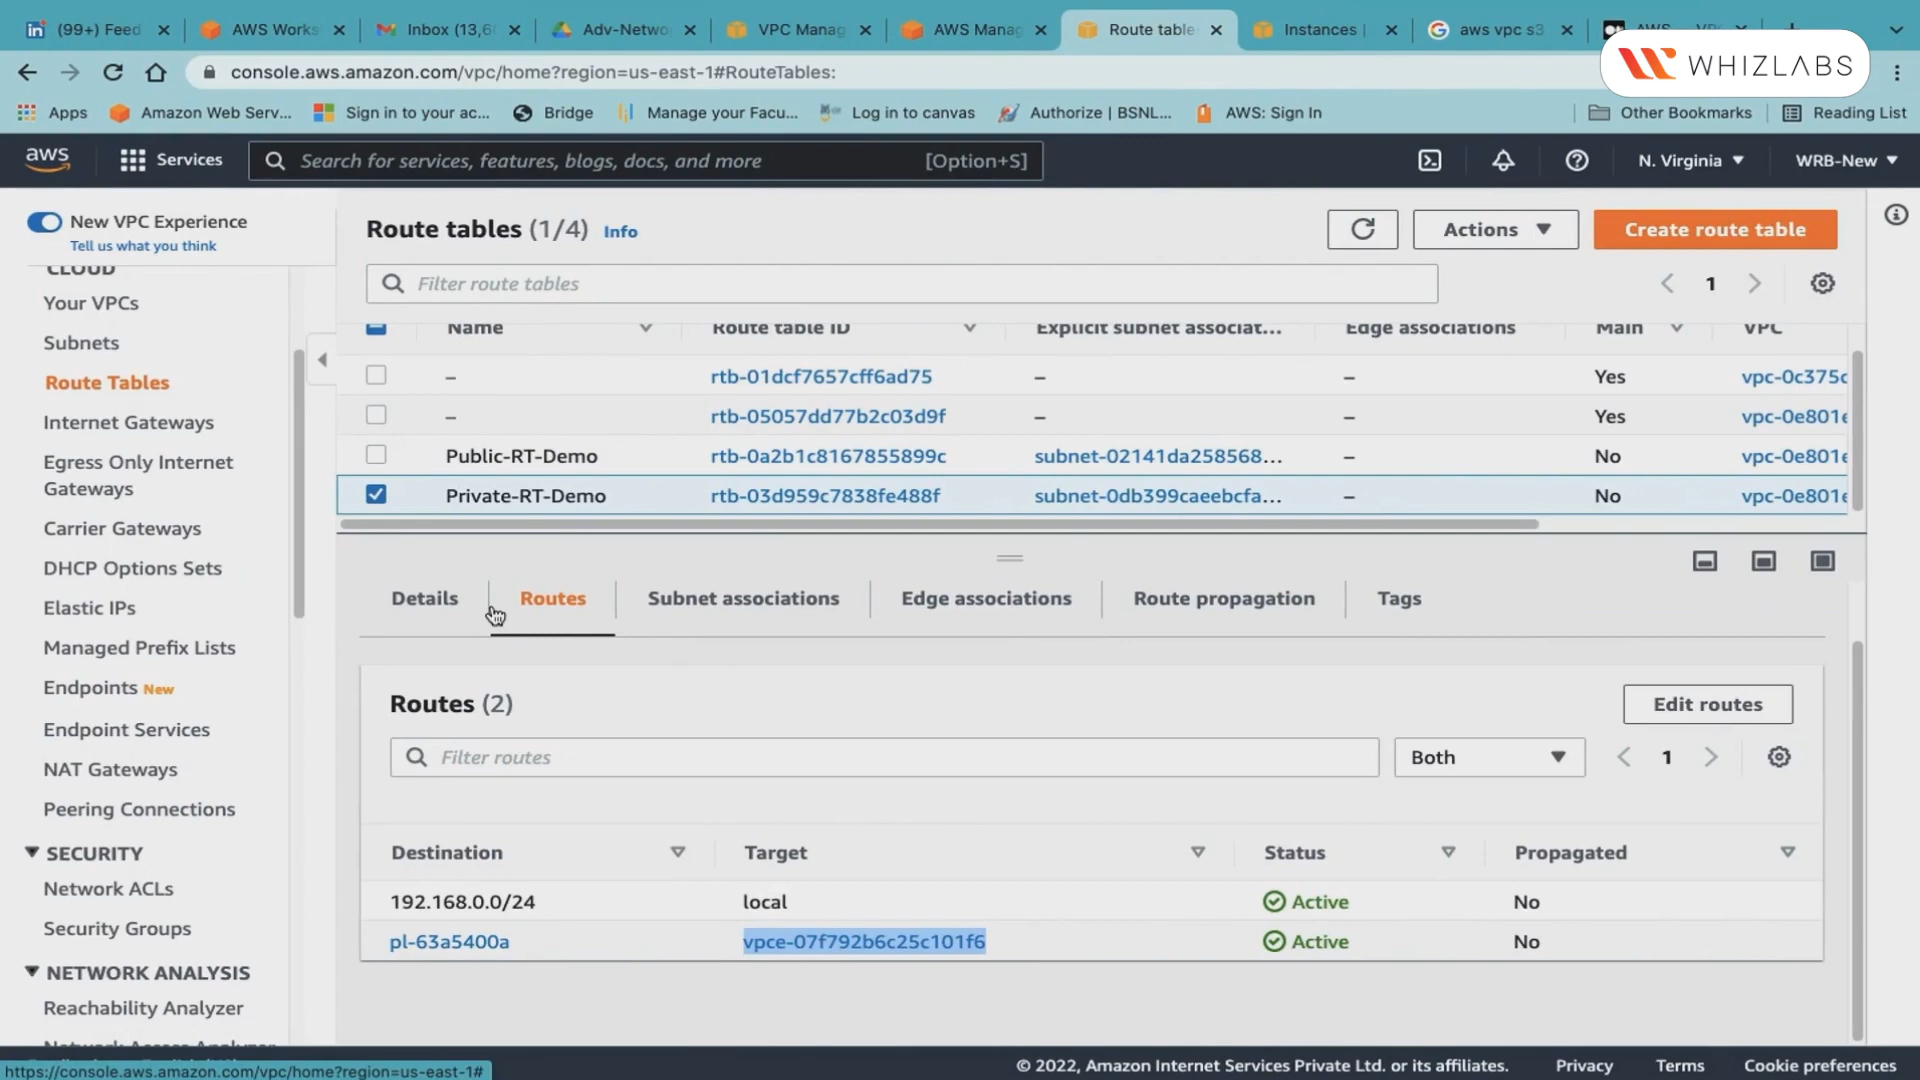 (99+) Feed
AWS Works
Inbox (13,6
Adv-Netwo
VPC Manag
AWS Manag
Route table
Instances |
aws vpc s3
WHIZLABS
console.aws.amazon.com/vpc/home?region=us-east-1#RouteTables:
Apps
Amazon Web Serv...
Sign in to your ac...
Bridge
Manage your Facu...
Log in to canvas
Authorize | BSNL...
AWS: Sign In
Other Bookmarks
Reading List
aws
Services
Search for services, features, blogs, docs, and more
[Option+S]
N. Virginia
WRB-New
New VPC Experience
Tell us what you think
CLOUD
Your VPCs
Subnets
Route Tables
Internet Gateways
Egress Only Internet
Gateways
Carrier Gateways
DHCP Options Sets
Elastic IPs
Managed Prefix Lists
Endpoints New
Endpoint Services
NAT Gateways
Peering Connections
SECURITY
Network ACLs
Security Groups
NETWORK ANALYSIS
Reachability Analyzer
Route tables (1/4) Info
Actions
Create route table
Filter route tables
1
Name Route table ID Explicit subnet associat... Edge associations Main VPC
– rtb-01dcf7657cff6ad75 – – Yes vpc-0c375c
– rtb-05057dd77b2c03d9f – – Yes vpc-0e801e
Public-RT-Demo rtb-0a2b1c8167855899c subnet-02141da258568... – No vpc-0e801e
Private-RT-Demo rtb-03d959c7838fe488f subnet-0db399caeebcfa... – No vpc-0e801e
Details
Routes
Subnet associations
Edge associations
Route propagation
Tags
Routes (2)
Edit routes
Filter routes
Both
1
Destination Target Status Propagated
192.168.0.0/24 local Active No
pl-63a5400a vpce-07f792b6c25c101f6 Active No
© 2022, Amazon Internet Services Private Ltd. or its affiliates.
Privacy
Terms
Cookie preferences
https://console.aws.amazon.com/vpc/home?region=us-east-1#